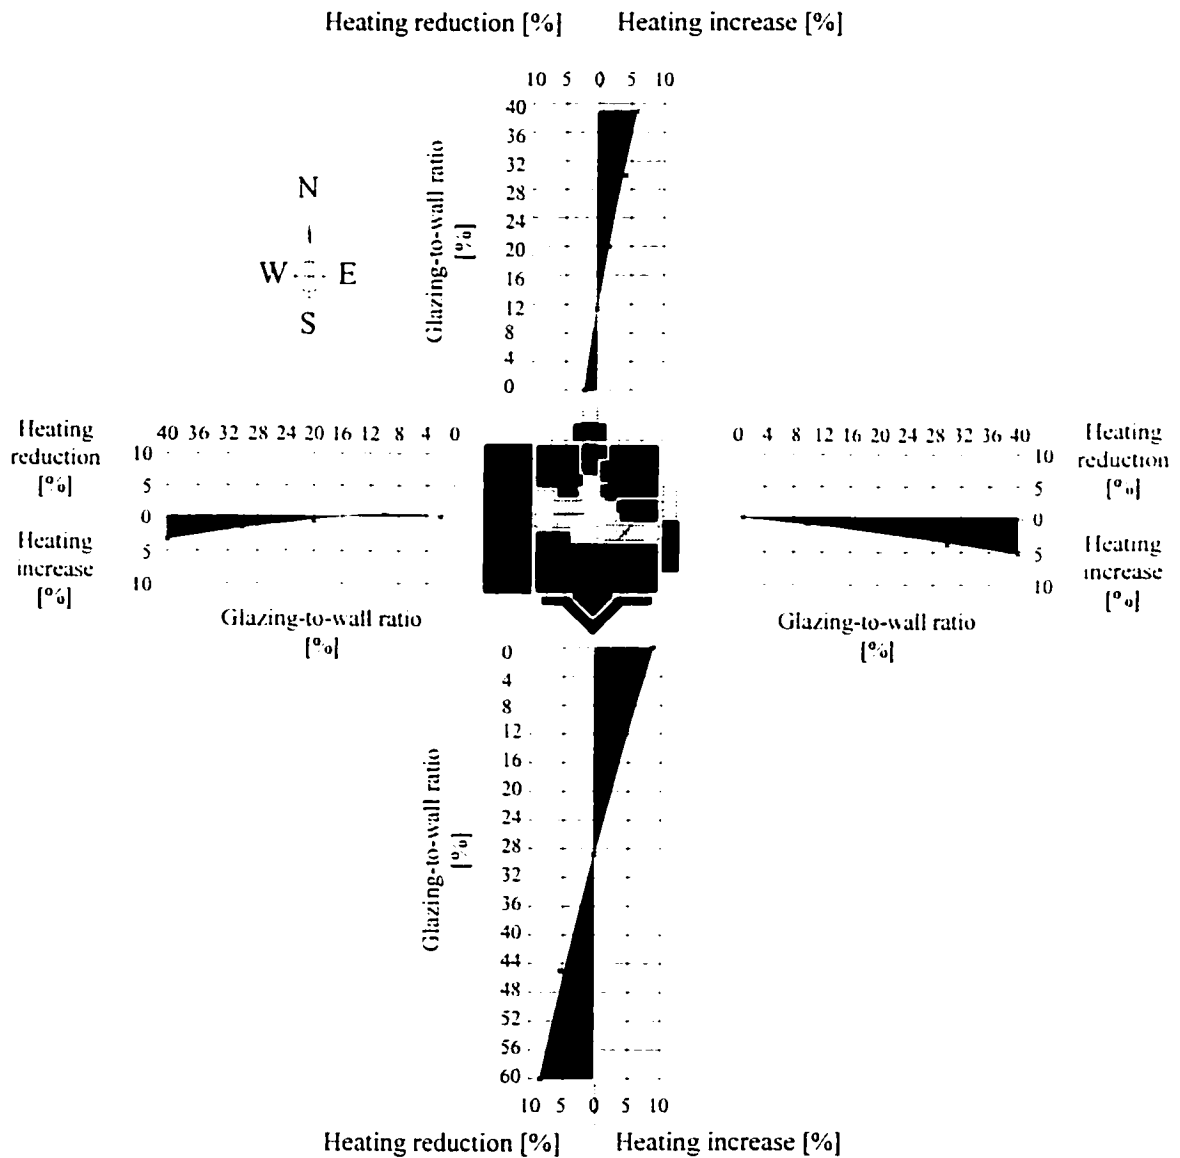 Heating reduction [%] Heating increase [%]
10 5 0 5 10
40
36
32
28
24
20
16
12
8
4
0
Glazing-to-wall ratio
[%]
N
W E
S
Heating
reduction
[%]
Heating
increase
[%]
40 36 32 28 24 20 16 12 8 4 0
10
5
0
5
10
Glazing-to-wall ratio
[%]
0 4 8 12 16 20 24 28 32 36 40
10
5
0
5
10
Heating
reduction
[%]
Heating
increase
[%]
Glazing-to-wall ratio
[%]
0
4
8
12
16
20
24
28
32
36
40
44
48
52
56
60
Glazing-to-wall ratio
[%]
10 5 0 5 10
Heating reduction [%] Heating increase [%]